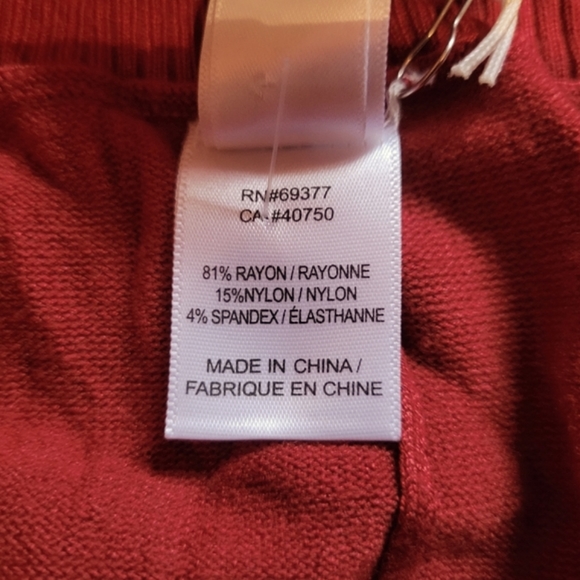 RN#69377
CA-#40750
81% RAYON / RAYONNE
15%NYLON / NYLON
4% SPANDEX / ÉLASTHANNE
MADE IN CHINA /
FABRIQUE EN CHINE